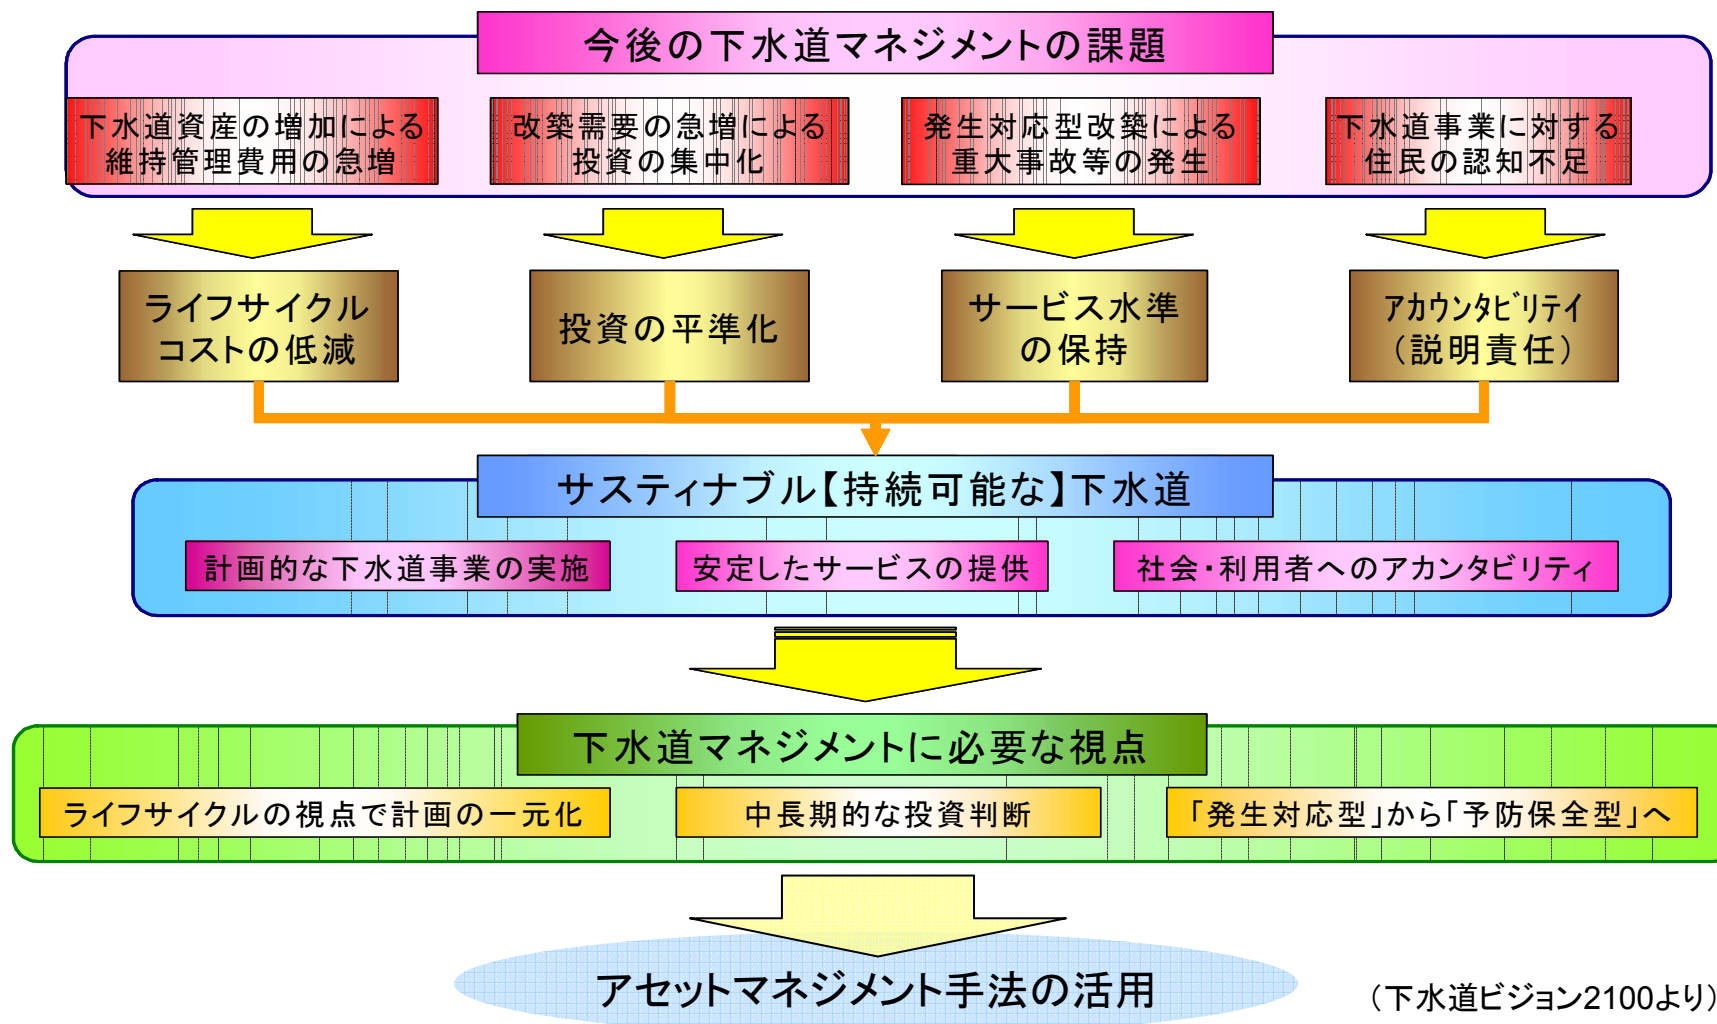 今後の下水道マネジメントの課題
下水道資産の増加による
維持管理費用の急増
改築需要の急増による
投資の集中化
発生対応型改築による
重大事故等の発生
下水道事業に対する
住民の認知不足
ライフサイクル
コストの低減
投資の平準化
サービス水準
の保持
アカウンタビリテイ
（説明責任）
サスティナブル【持続可能な】下水道
計画的な下水道事業の実施
安定したサービスの提供
社会・利用者へのアカンタビリティ
下水道マネジメントに必要な視点
ライフサイクルの視点で計画の一元化
中長期的な投資判断
「発生対応型」から「予防保全型」へ
アセットマネジメント手法の活用
（下水道ビジョン2100より）